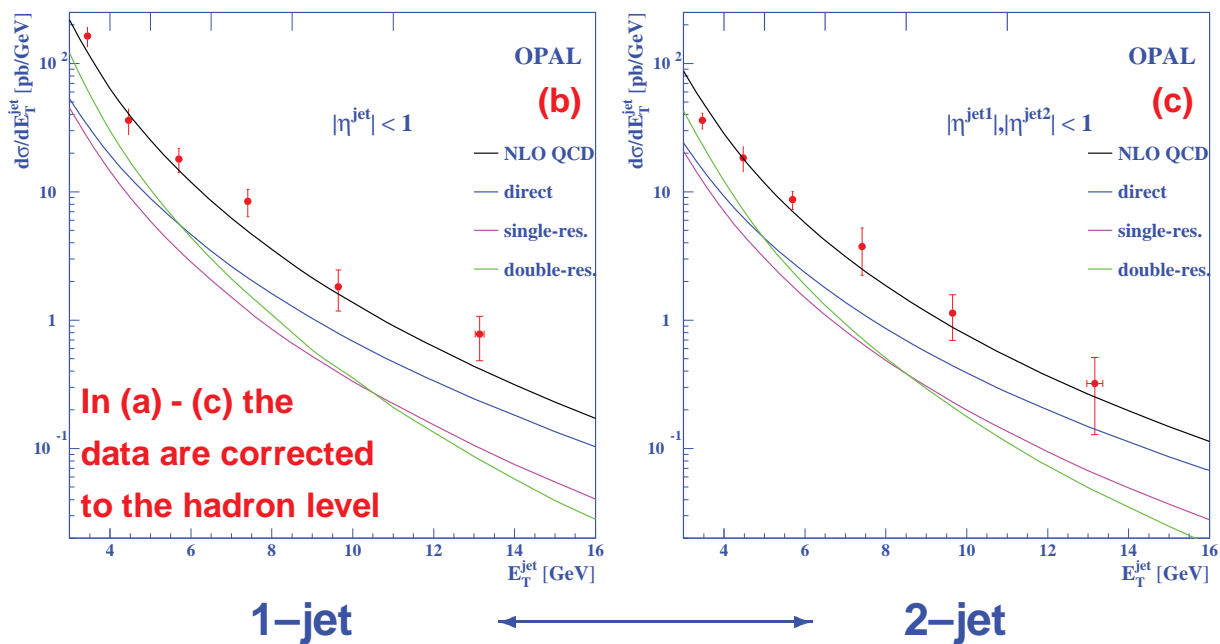 dσ/dE_T^jet [pb/GeV]
10^2
10
1
10^-1
OPAL
(b)
|η^jet| < 1
NLO QCD
direct
single-res.
double-res.
In (a) - (c) the
data are corrected
to the hadron level
4 6 8 10 12 14 16
E_T^jet [GeV]
dσ/dE_T^jet [pb/GeV]
10^2
10
1
10^-1
OPAL
(c)
|η^jet1|,|η^jet2| < 1
NLO QCD
direct
single-res.
double-res.
4 6 8 10 12 14 16
E_T^jet [GeV]
1–jet
2–jet